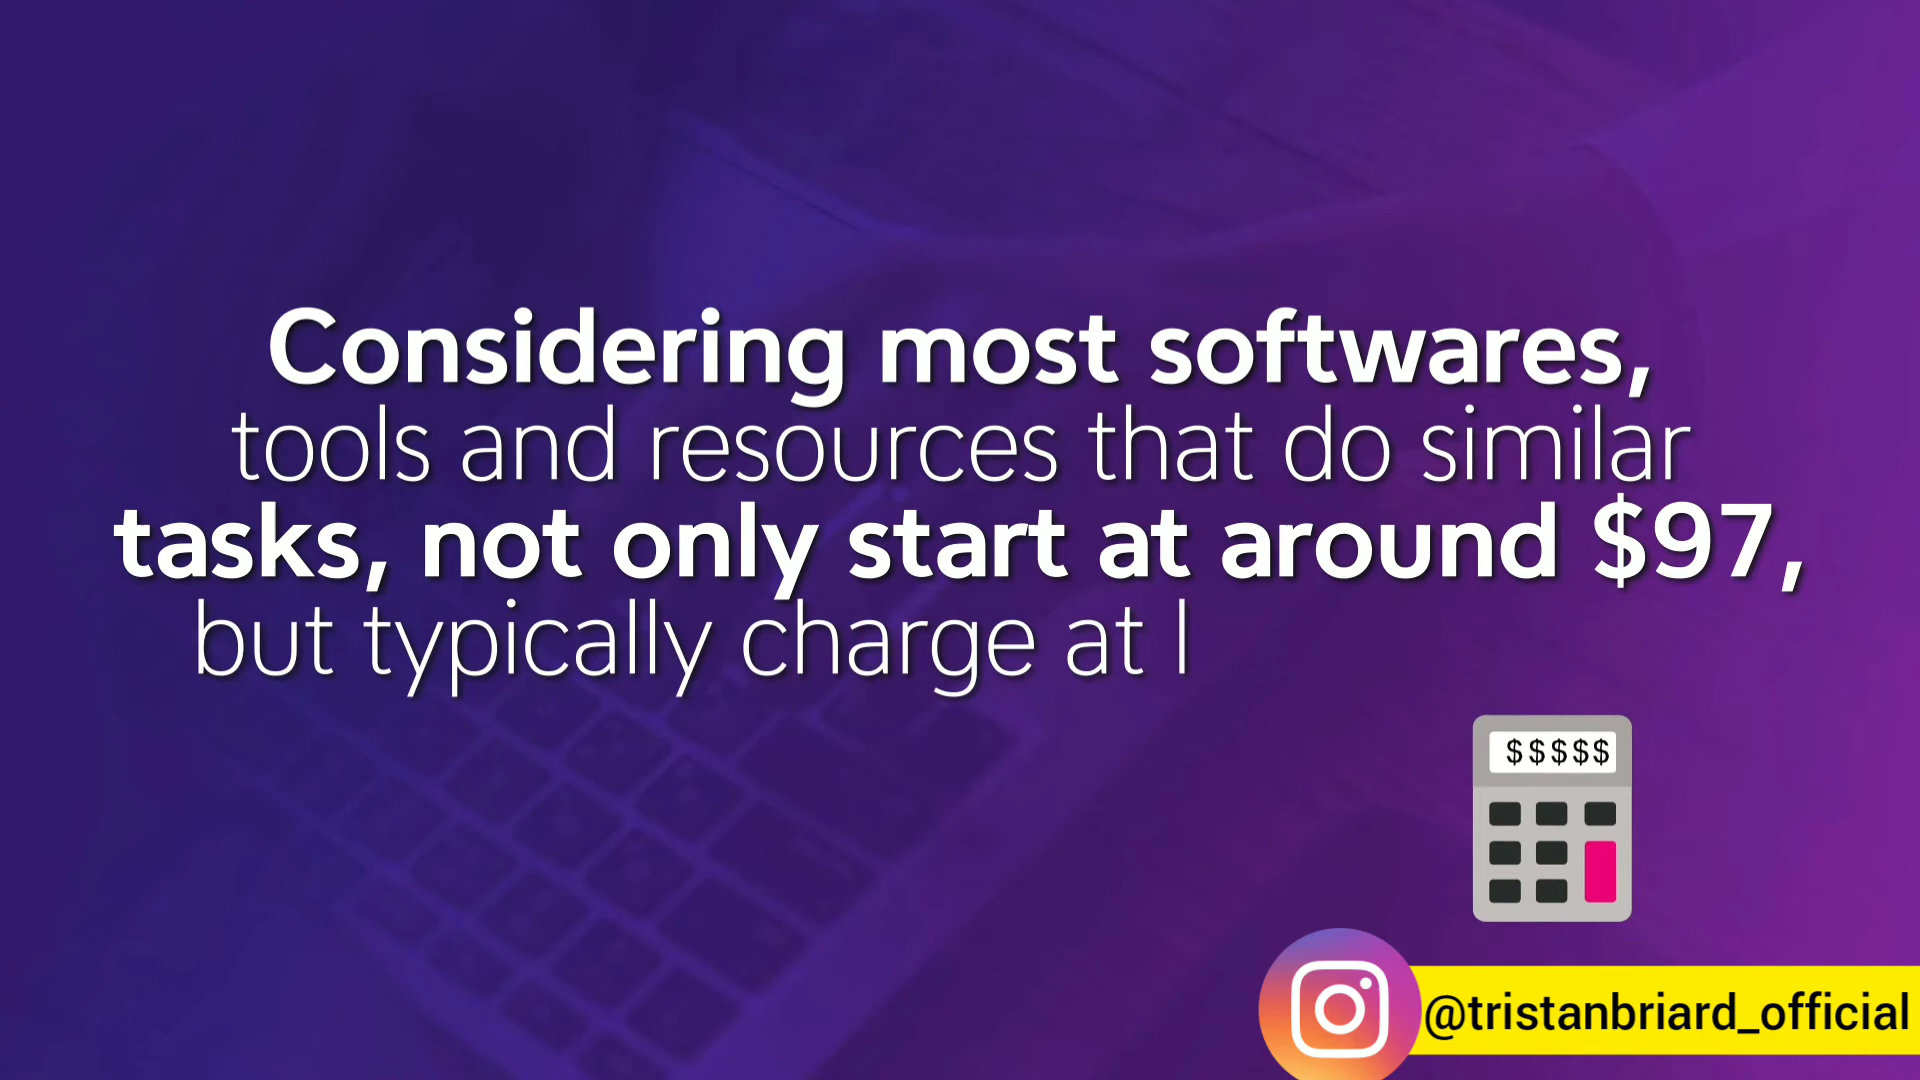 Considering most softwares,
tools and resources that do similar
tasks, not only start at around $97,
but typically charge at l
$$$$$
@tristanbriard_official